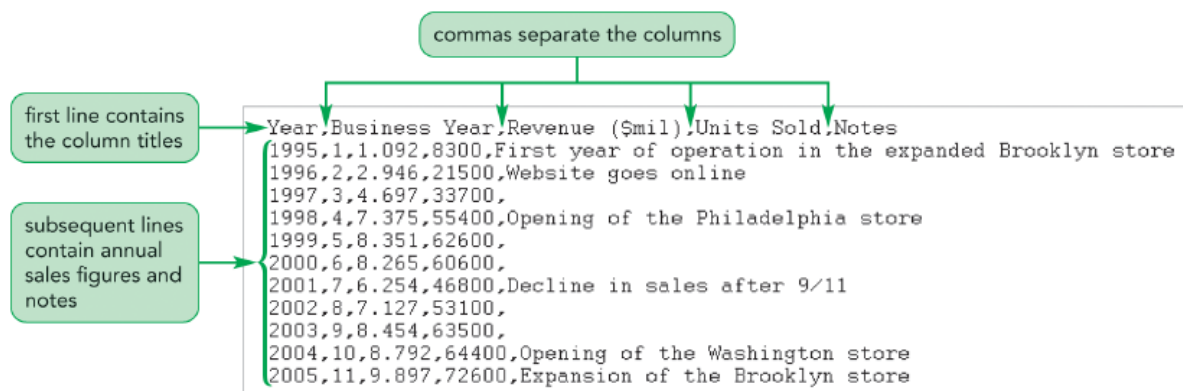 commas separate the columns
first line contains
the column titles
Year,Business Year,Revenue ($mil),Units Sold,Notes
1995,1,1.092,8300,First year of operation in the expanded Brooklyn store
1996,2,2.946,21500,Website goes online
1997,3,4.697,33700,
1998,4,7.375,55400,Opening of the Philadelphia store
1999,5,8.351,62600,
2000,6,8.265,60600,
2001,7,6.254,46800,Decline in sales after 9/11
2002,8,7.127,53100,
2003,9,8.454,63500,
2004,10,8.792,64400,Opening of the Washington store
2005,11,9.897,72600,Expansion of the Brooklyn store
subsequent lines
contain annual
sales figures and
notes